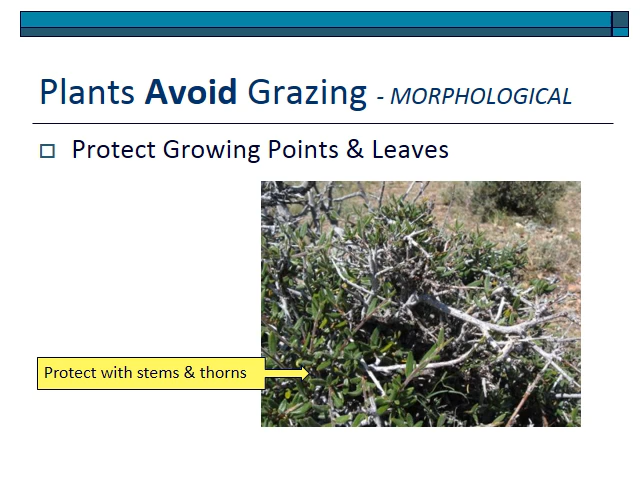 Plants Avoid Grazing - MORPHOLOGICAL
Protect Growing Points & Leaves
Protect with stems & thorns